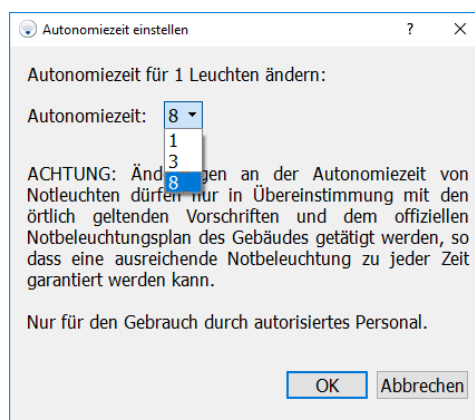 Autonomiezeit einstellen ? ×
Autonomiezeit für 1 Leuchten ändern:
Autonomiezeit: 8
1
3
8
ACHTUNG: Änd gen an der Autonomiezeit von
Notleuchten dürfen nur in Übereinstimmung mit den
örtlich geltenden Vorschriften und dem offiziellen
Notbeleuchtungsplan des Gebäudes getätigt werden, so
dass eine ausreichende Notbeleuchtung zu jeder Zeit
garantiert werden kann.
Nur für den Gebrauch durch autorisiertes Personal.
OK Abbrechen